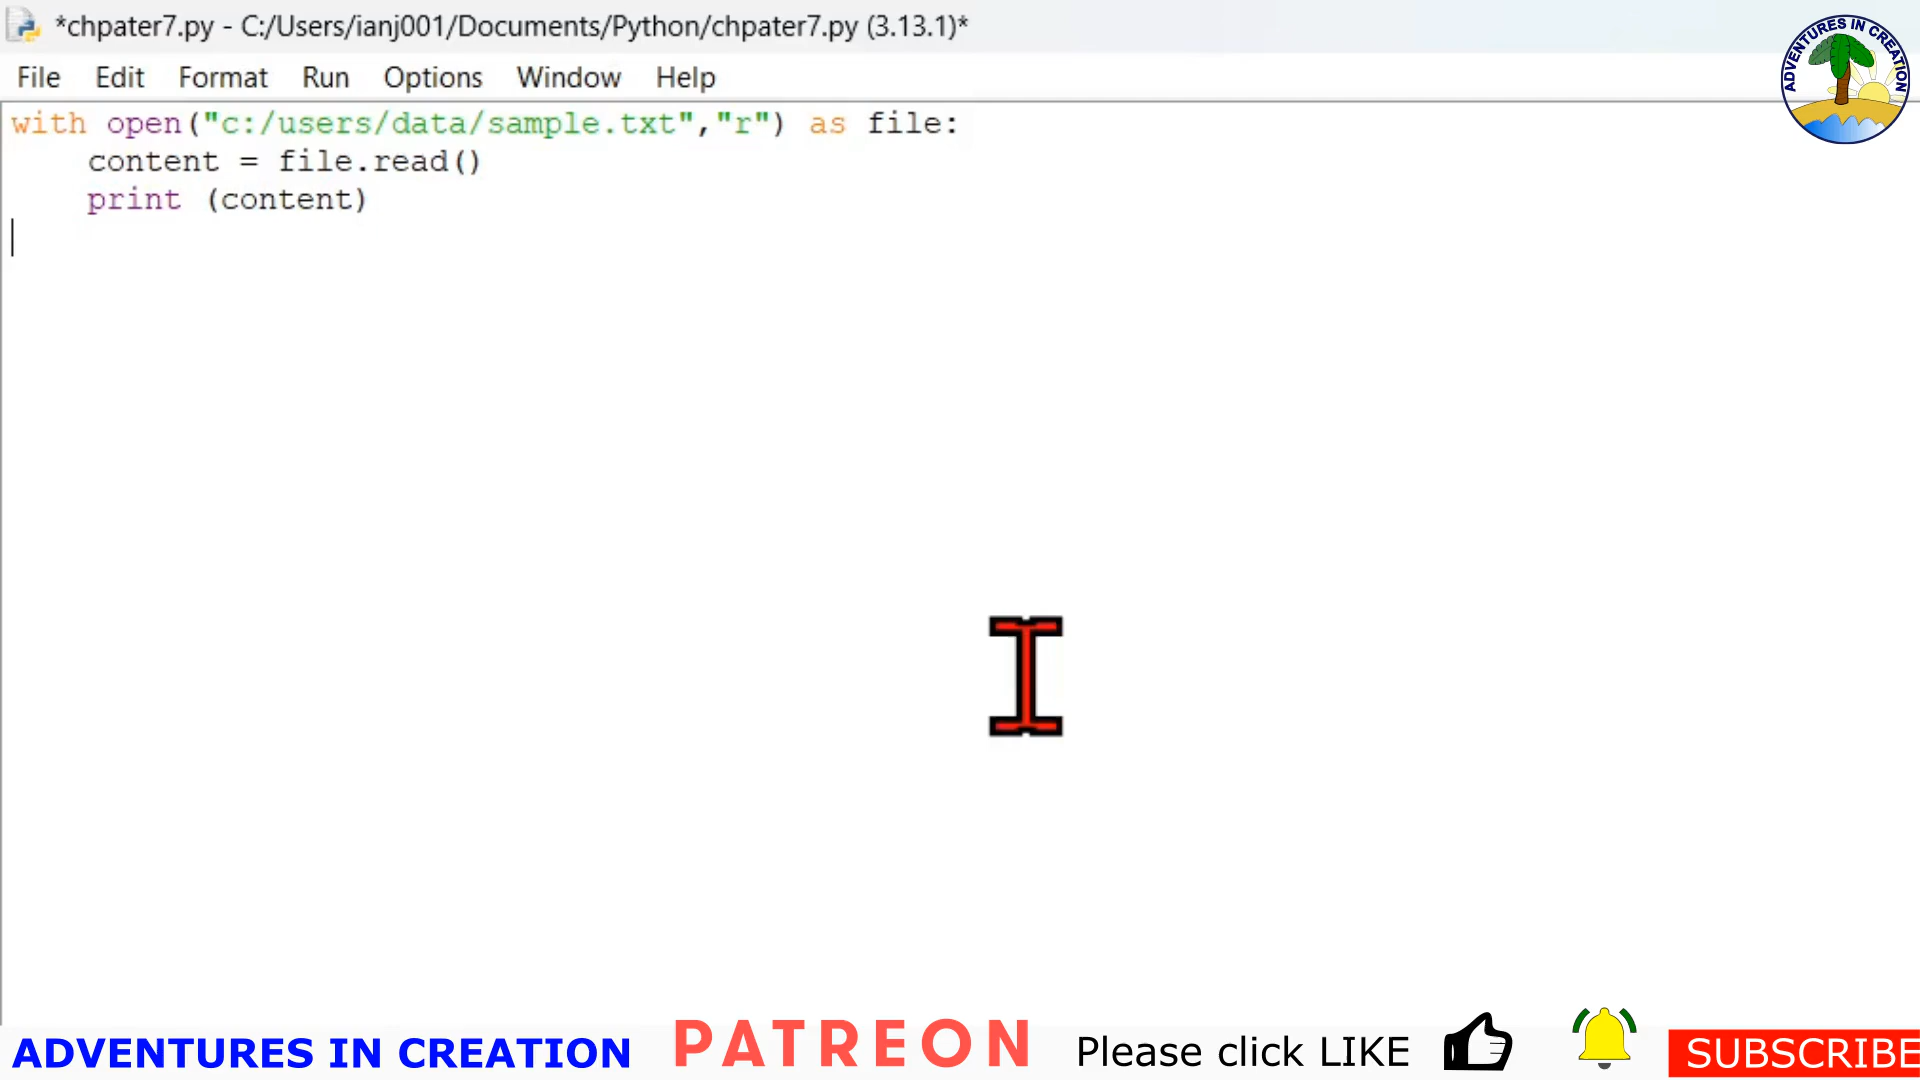 *chpater7.py - C:/Users/ianj001/Documents/Python/chpater7.py (3.13.1)*
File Edit Format Run Options Window Help
ADVENTURES IN CREATION
with open("c:/users/data/sample.txt","r") as file:
    content = file.read()
    print (content)
ADVENTURES IN CREATION PATREON Please click LIKE SUBSCRIBE